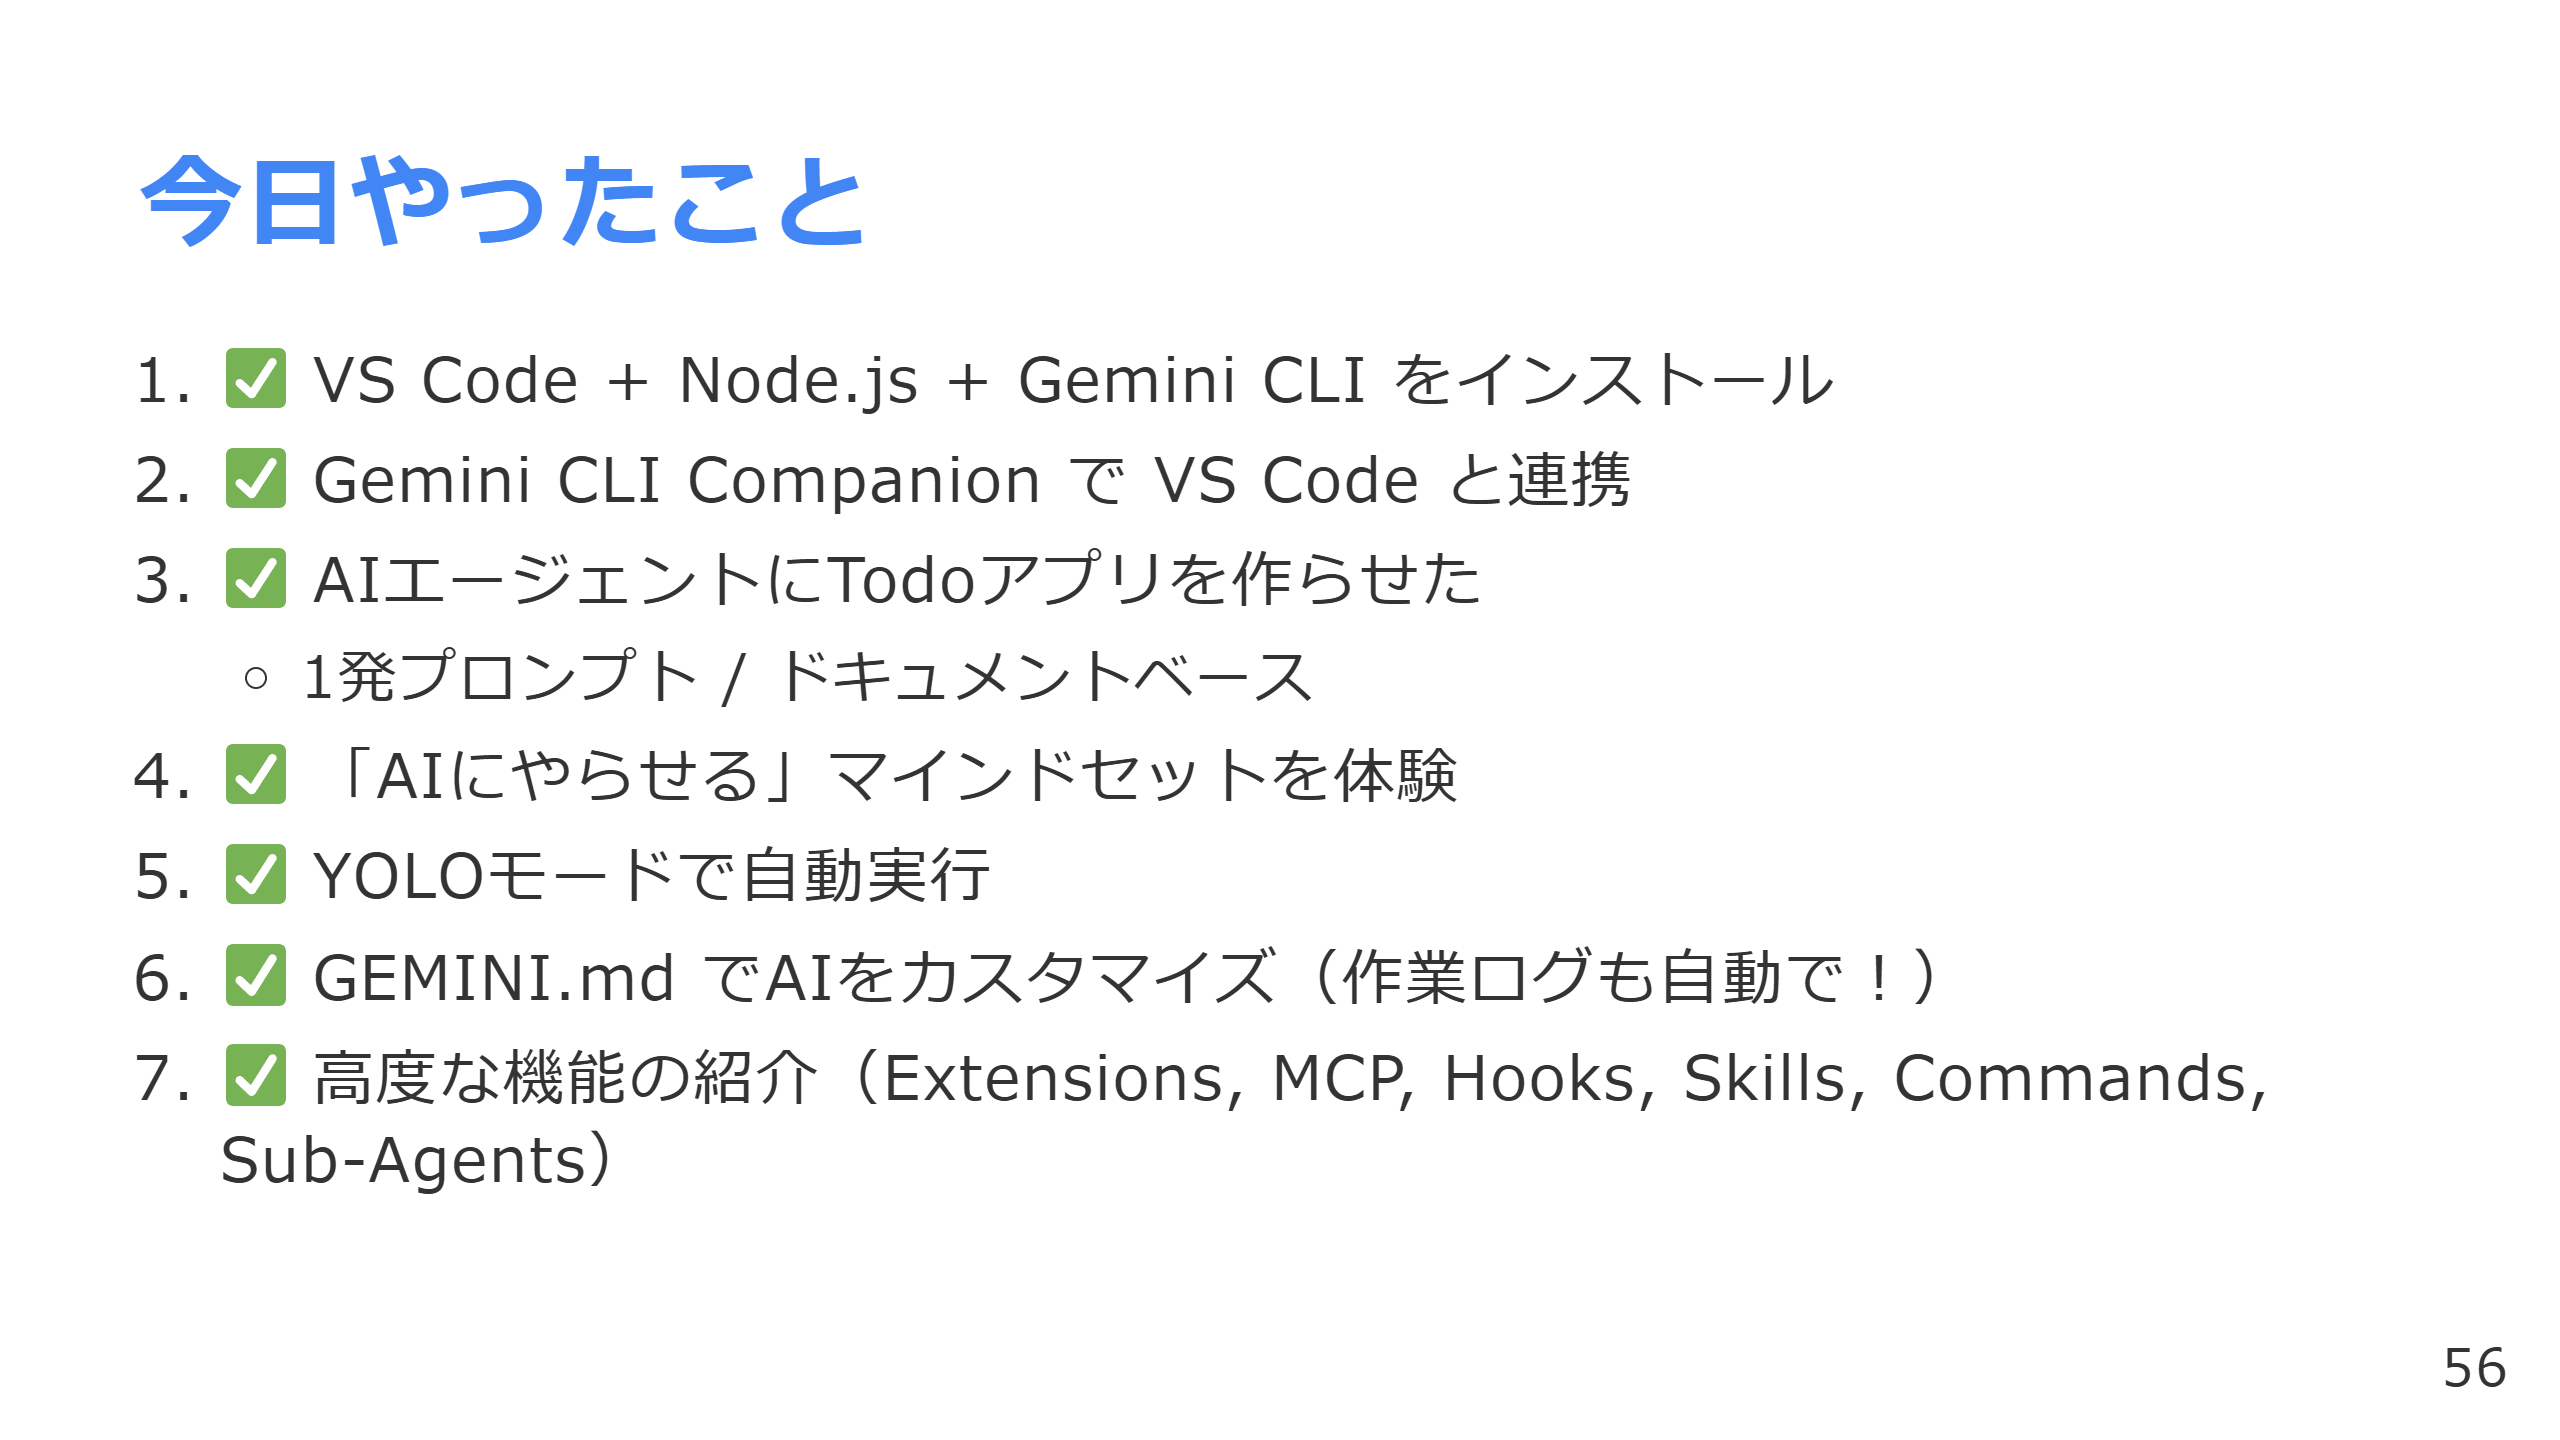 今日やったこと
1. ✅ VS Code + Node.js + Gemini CLI をインストール
2. ✅ Gemini CLI Companion で VS Code と連携
3. ✅ AIエージェントにTodoアプリを作らせた
○ 1発プロンプト / ドキュメントベース
4. ✅ 「AIにやらせる」マインドセットを体験
5. ✅ YOLOモードで自動実行
6. ✅ GEMINI.md でAIをカスタマイズ（作業ログも自動で！）
7. ✅ 高度な機能の紹介（Extensions, MCP, Hooks, Skills, Commands,
Sub-Agents）
56